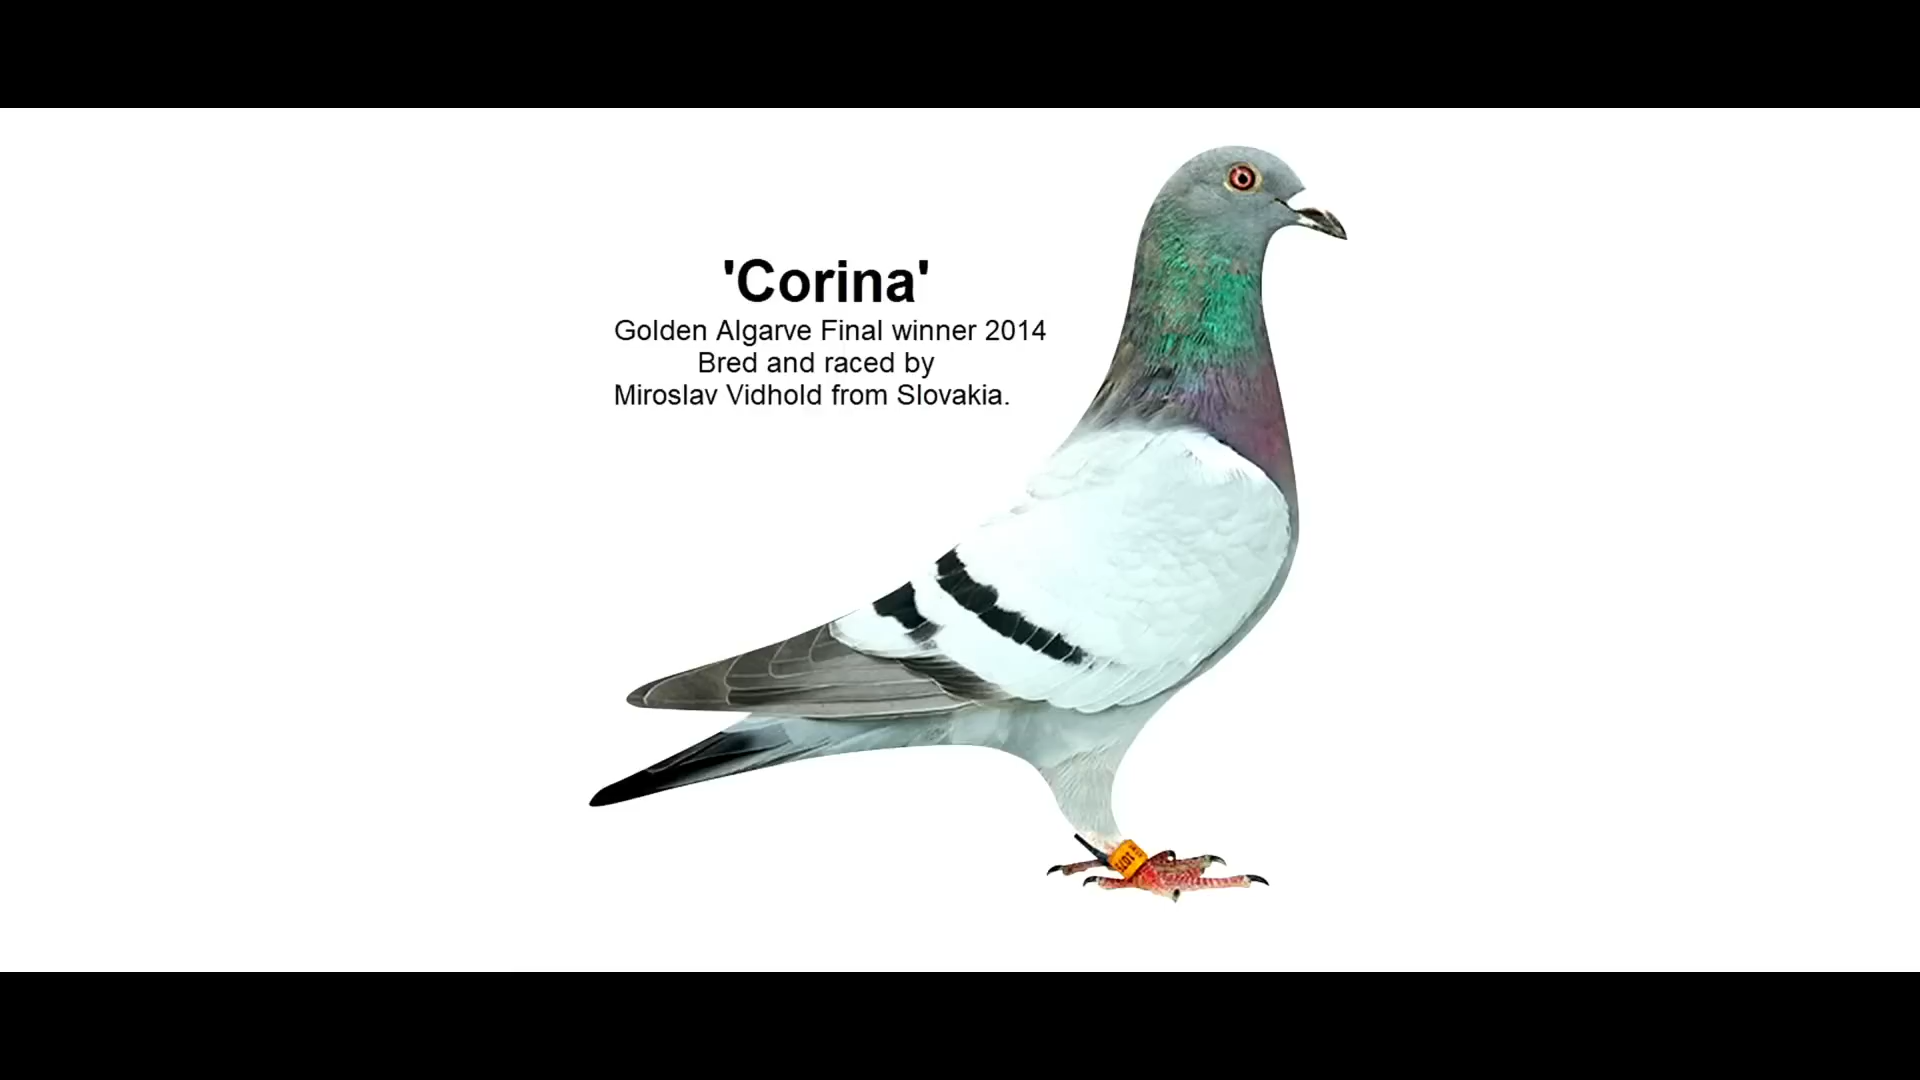 'Corina'
Golden Algarve Final winner 2014
Bred and raced by
Miroslav Vidhold from Slovakia.